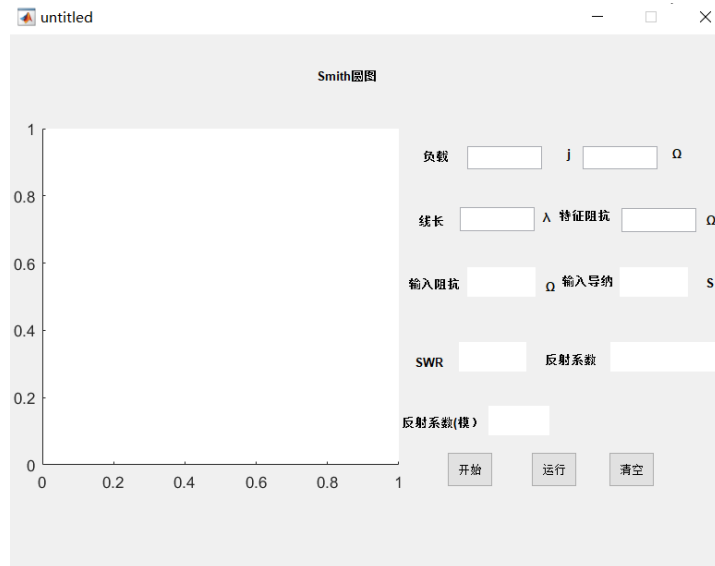 untitled
Smith圆图
负载 j Ω
线长 λ 特征阻抗 Ω
输入阻抗 Ω 输入导纳 S
SWR 反射系数
反射系数(模）
开始 运行 清空
1
0.8
0.6
0.4
0.2
0
0 0.2 0.4 0.6 0.8 1